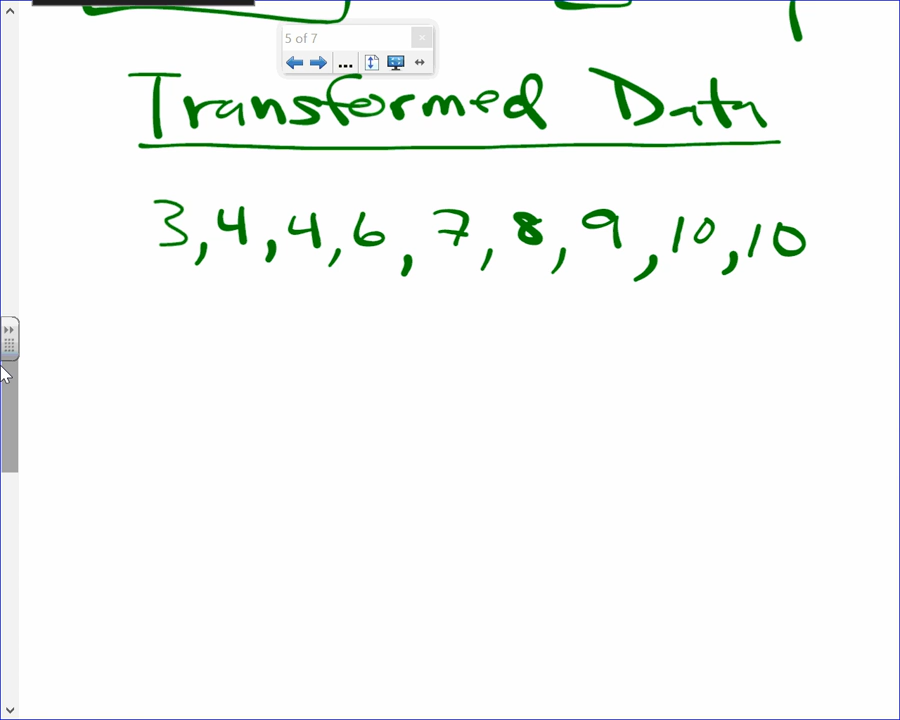 5 of 7
Transformed Data
3, 4, 4, 6, 7, 8, 9, 10, 10